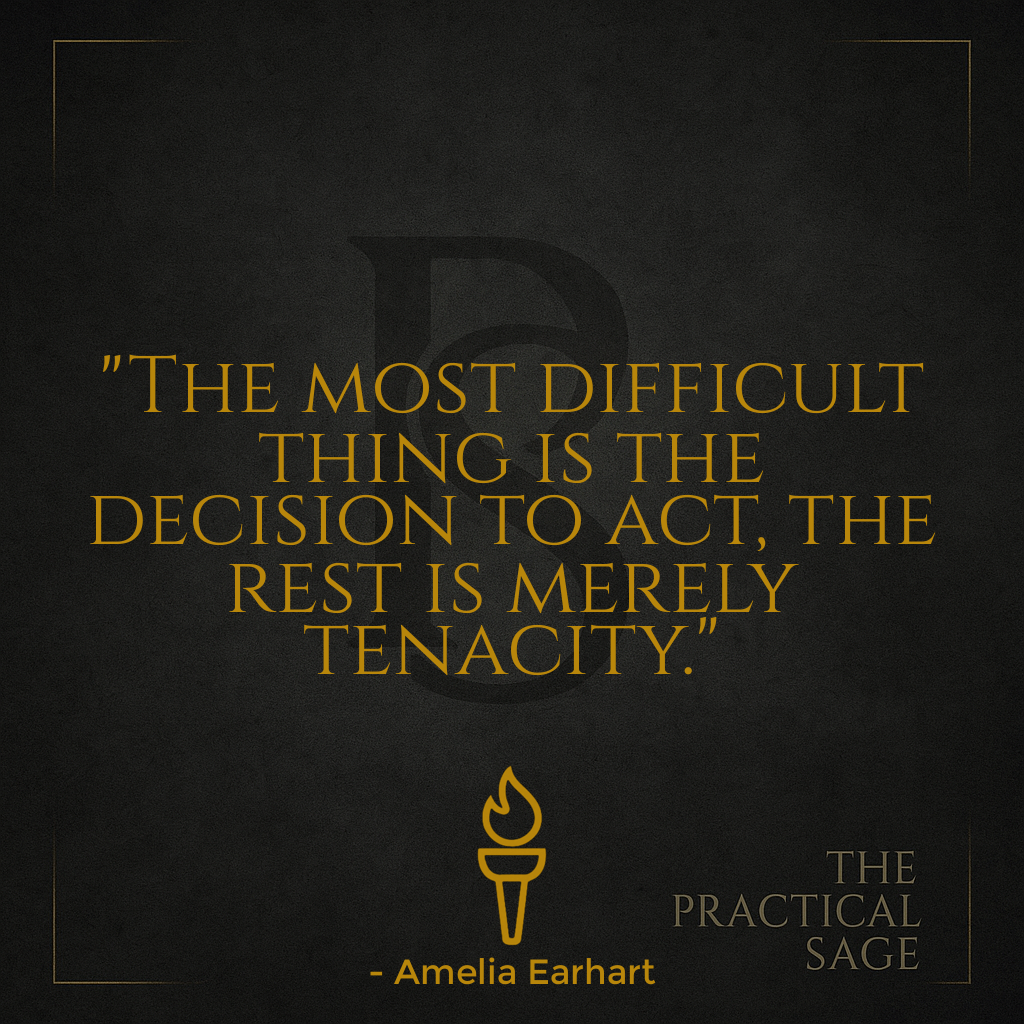 "The most difficult
thing is the
decision to act, the
rest is merely
tenacity."
- Amelia Earhart
THE
PRACTICAL
SAGE